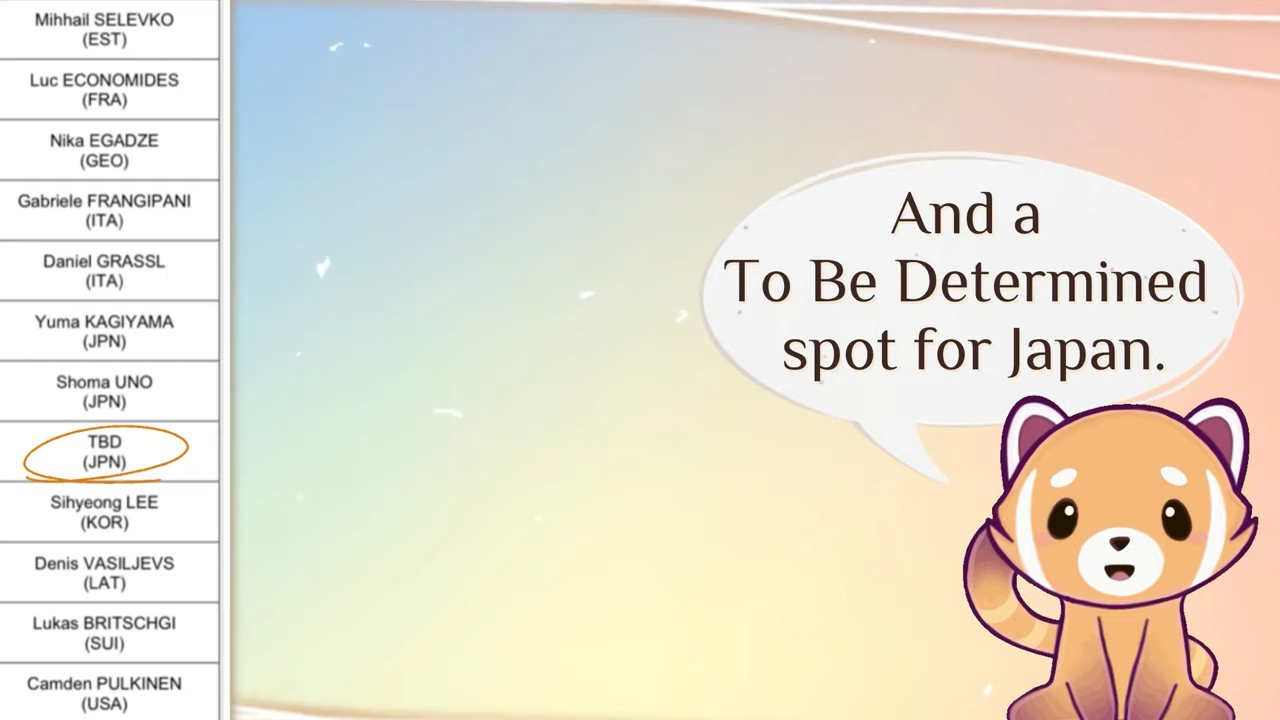 Mihhail SELEVKO
(EST)
Luc ECONOMIDES
(FRA)
Nika EGADZE
(GEO)
Gabriele FRANGIPANI
(ITA)
Daniel GRASSL
(ITA)
Yuma KAGIYAMA
(JPN)
Shoma UNO
(JPN)
TBD
(JPN)
Sihyeong LEE
(KOR)
Denis VASILJEVS
(LAT)
Lukas BRITSCHGI
(SUI)
Camden PULKINEN
(USA)
And a
To Be Determined
spot for Japan.